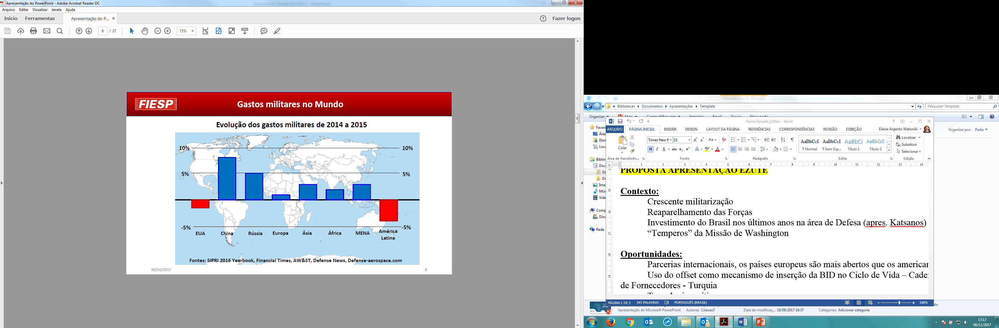 Apresentação do PowerPoint - Adobe Acrobat Reader DC
Arquivo Editar Visualizar Janela Ajuda
Início Ferramentas Apresentação do P... × Fazer logon
8 / 27 73%
FIESP
Gastos militares no Mundo
Evolução dos gastos militares de 2014 a 2015
10% 10%
5% 5%
-5% -5%
EUA China Rússia Europa Ásia África MENA América
Latina
Fontes: SIPRI 2016 Yearbook, Financial Times, AW&ST, Defense News, Defense-aerospace.com
30/10/2017 8
Bibliotecas Documentos Apresentações Template Pesquisar Template
Organizar
Organizar por: Pasta
Rede
Painel Senado_13Nov - Word
ARQUIVO PÁGINA INICIAL INSERIR DESIGN LAYOUT DA PÁGINA REFERÊNCIAS CORRESPONDÊNCIAS REVISÃO EXIBIÇÃO Elaine Argento Watoniki
Colar
Times New F 11
N I S abc x₂ x²
AaBbCcI AaBbCcI AaBbCc AaBbCcC
¶ Normal ¶ Sem Esp... Título 1 Título 2
Localizar
Substituir
Selecionar
Área de Transferên... Fonte Parágrafo Estilo Edição
PROPOSTA APRESENTAÇÃO EZUTE
Contexto:
Crescente militarização
Reaparelhamento das Forças
Investimento do Brasil nos últimos anos na área de Defesa (apres. Katsanos)
“Temperos” da Missão de Washington
Oportunidades:
Parcerias internacionais, os países europeus são mais abertos que os american
Uso do offset como mecanismo de inserção da BID no Ciclo de Vida – Cade
de Fornecedores - Turquia
PÁGINA 1 DE 2 345 PALAVRAS PORTUGUÊS (BRASIL) 188%
Apresentação do Microsoft PowerPoint Autores: Criacao7 Data de modificaç... 18/08/2017 16:37 Categorias: Adicionar categoria
17:17
08/11/2017